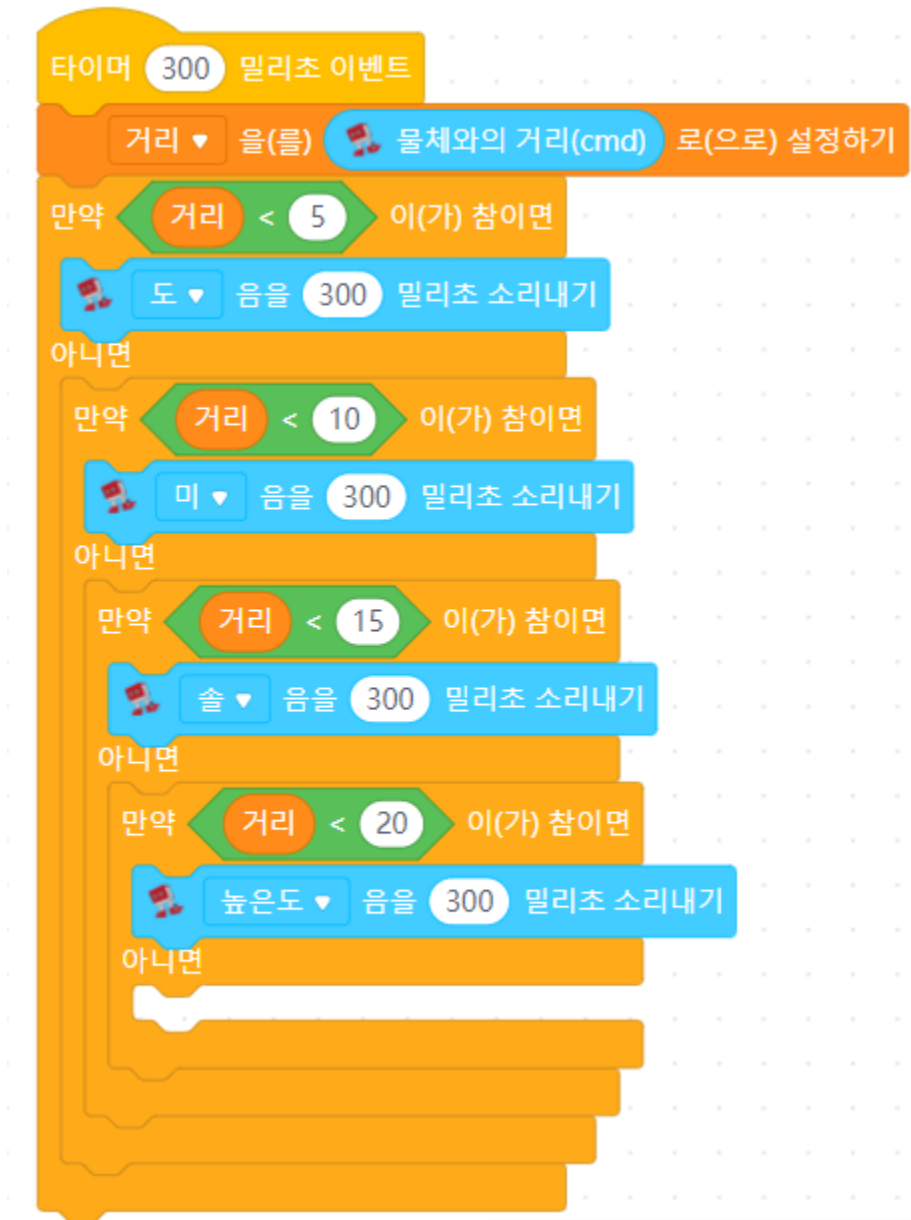 타이머 300 밀리초 이벤트
거리 을(를) 물체와의 거리(cmd) 로(으로) 설정하기
만약 거리 < 5 이(가) 참이면
도 음을 300 밀리초 소리내기
아니면
만약 거리 < 10 이(가) 참이면
미 음을 300 밀리초 소리내기
아니면
만약 거리 < 15 이(가) 참이면
솔 음을 300 밀리초 소리내기
아니면
만약 거리 < 20 이(가) 참이면
높은도 음을 300 밀리초 소리내기
아니면